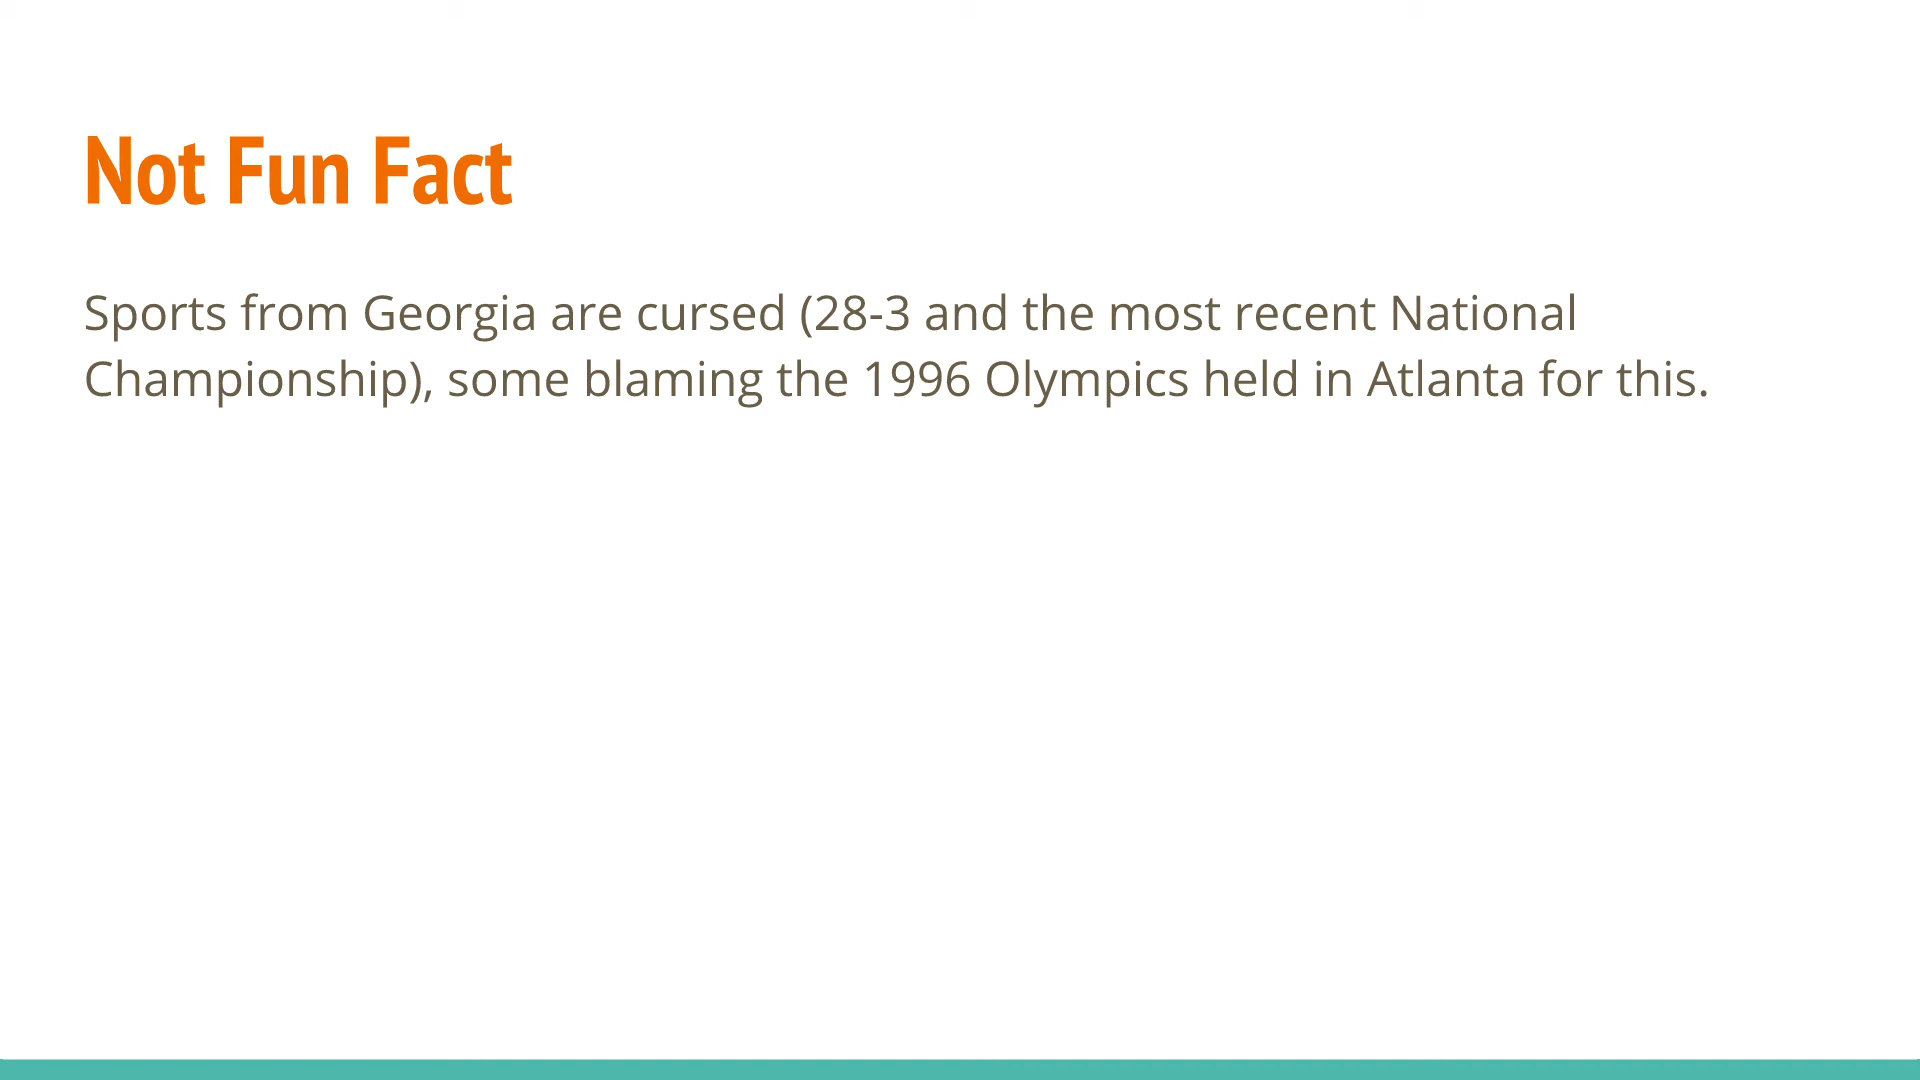 Not Fun Fact
Sports from Georgia are cursed (28-3 and the most recent National
Championship), some blaming the 1996 Olympics held in Atlanta for this.